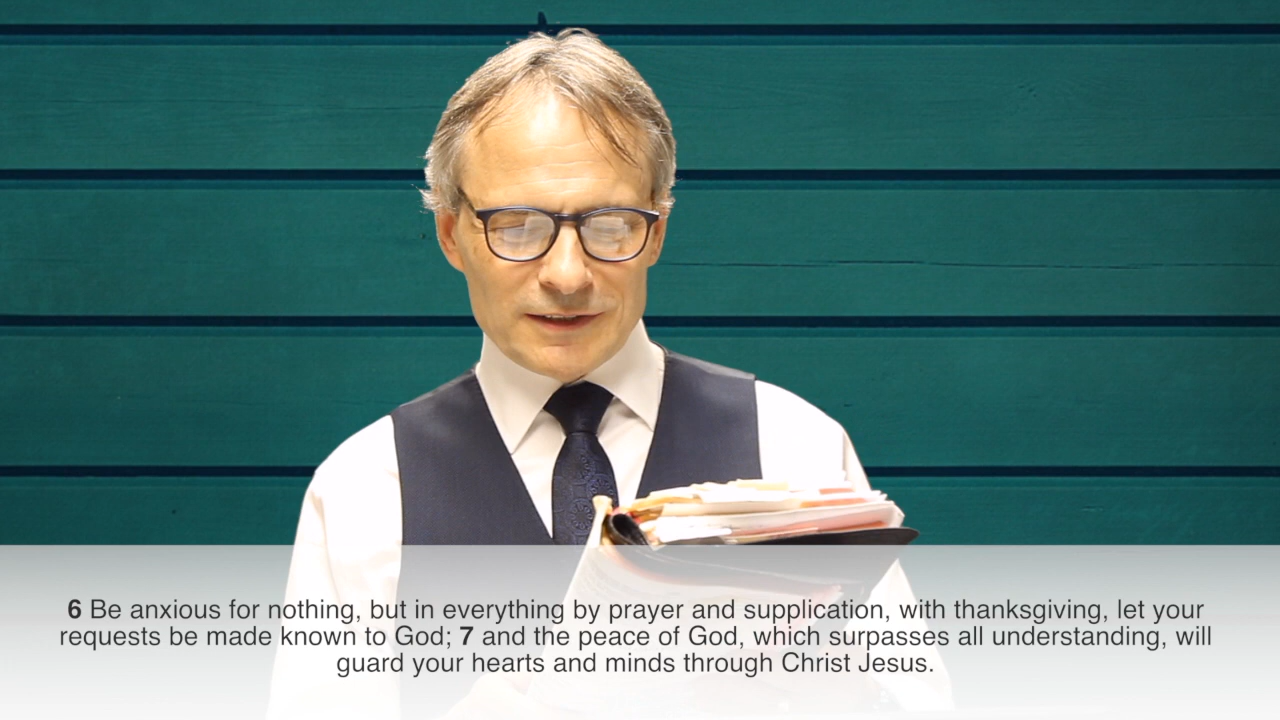 6 Be anxious for nothing, but in everything by prayer and supplication, with thanksgiving, let your
requests be made known to God; 7 and the peace of God, which surpasses all understanding, will
guard your hearts and minds through Christ Jesus.